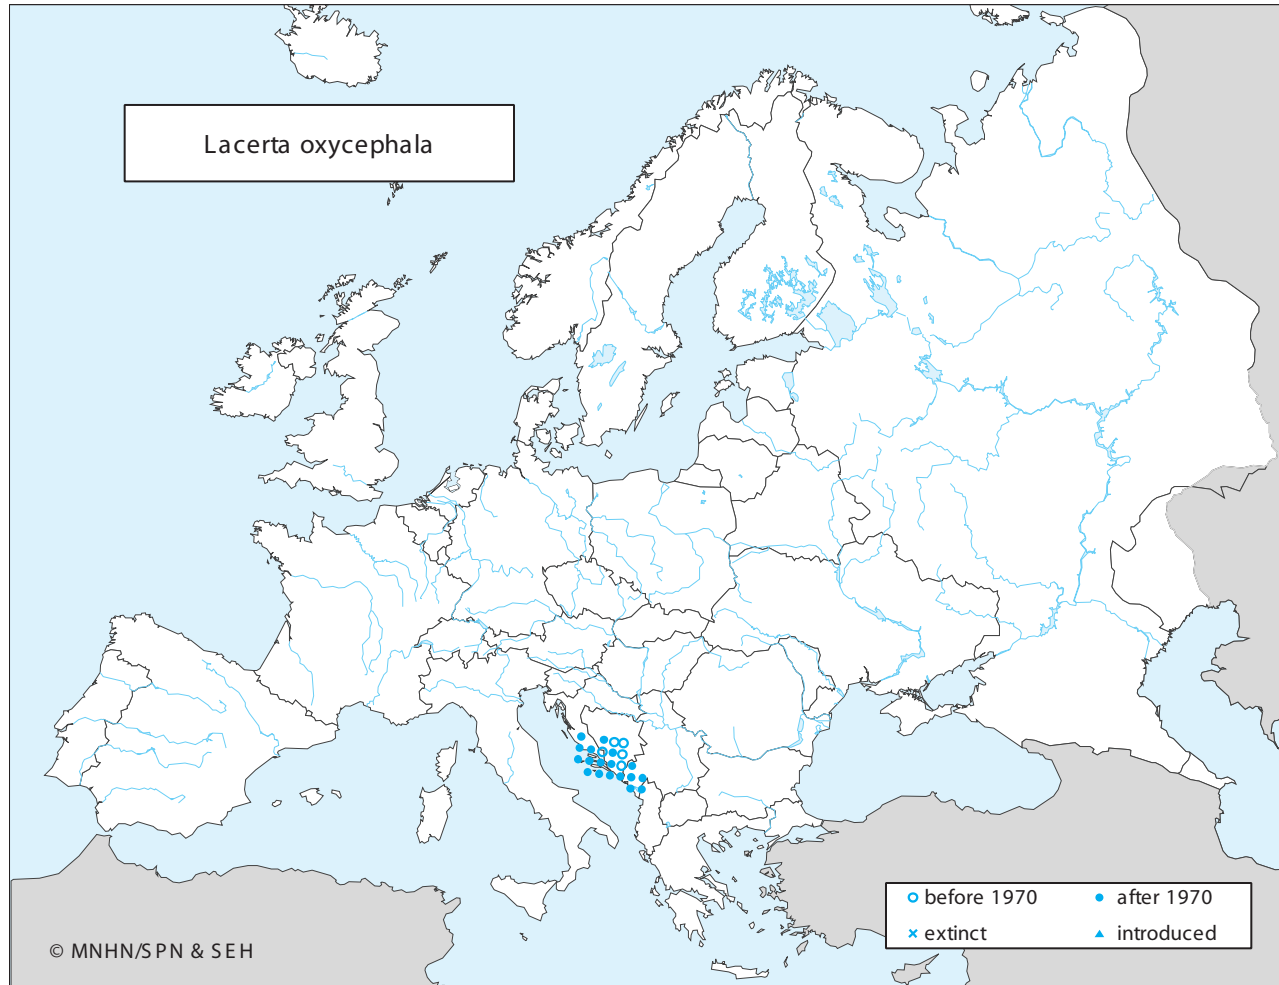 Lacerta oxycephala
before 1970
after 1970
extinct
introduced
© MNHN/SPN & SEH